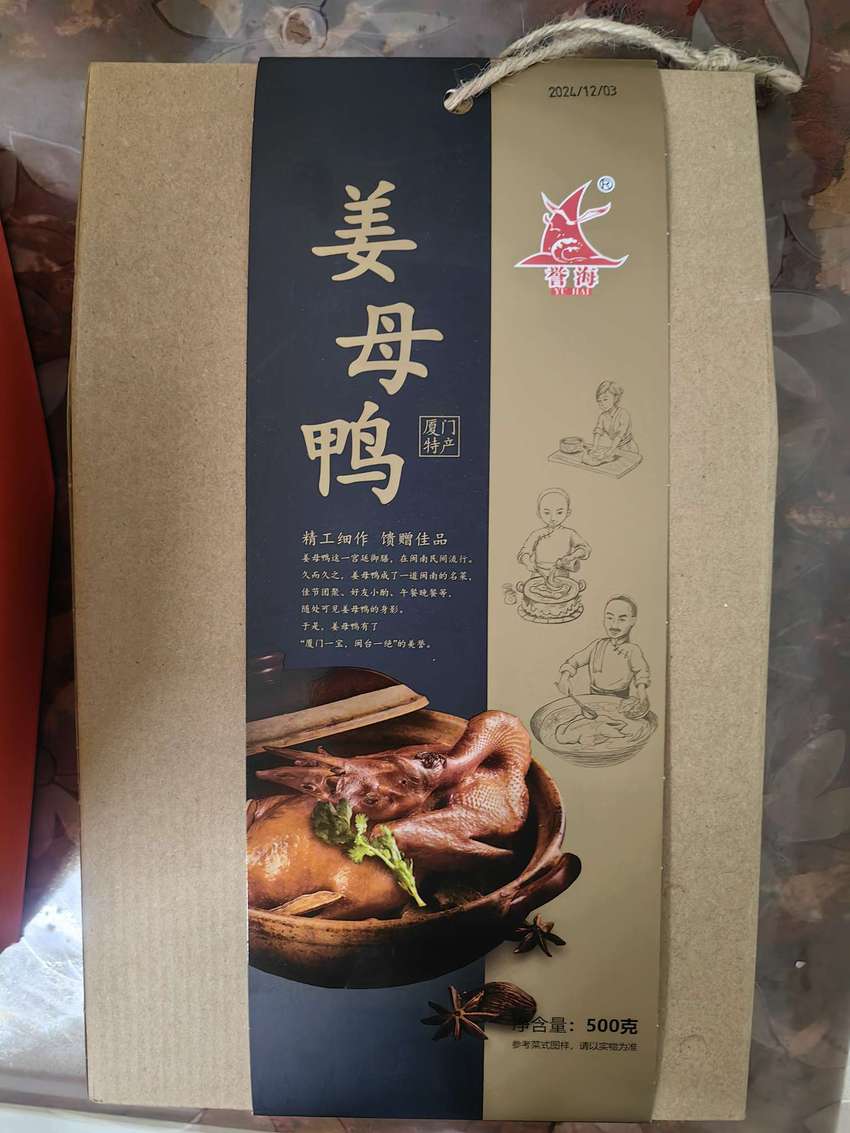 2024/12/03
R
誉海
YU HAI
姜母鸭
厦门
特产
精工细作 馈赠佳品
姜母鸭这一宫廷御膳，在闽南民间流行。
久而久之，姜母鸭成了一道闽南的名菜，
佳节团聚、好友小酌、午餐晚餐等，
随处可见姜母鸭的身影。
于是，姜母鸭有了
“厦门一宝，闽台一绝”的美誉。
净含量：500克
参考菜式图样，请以实物为准